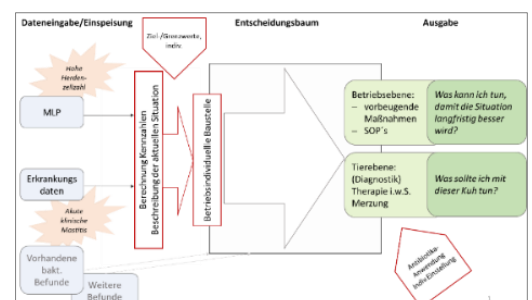 Dateneingabe/Einspeisung
Entscheidungsbaum
Ausgabe
Ziel-/Grenzwerte,
indiv.
Hohe
Herden-
zellzahl
MLP
Erkrankungs
daten
Akute
klinische
Mastitis
Vorhandene
bakt.
Befunde
Weitere
Befunde
Berechnung Kennzahlen
Beschreibung der aktuellen Situation
Betriebsindividuelle Baustelle
Betriebsebene:
– vorbeugende
Maßnahmen
– SOP´s
Was kann ich tun,
damit die Situation
langfristig besser
wird?
Tierebene:
(Diagnostik)
Therapie i.w.S.
Merzung
Was sollte ich mit
dieser Kuh tun?
Antibiotika-
Anwendung
Indiv.Einstellung